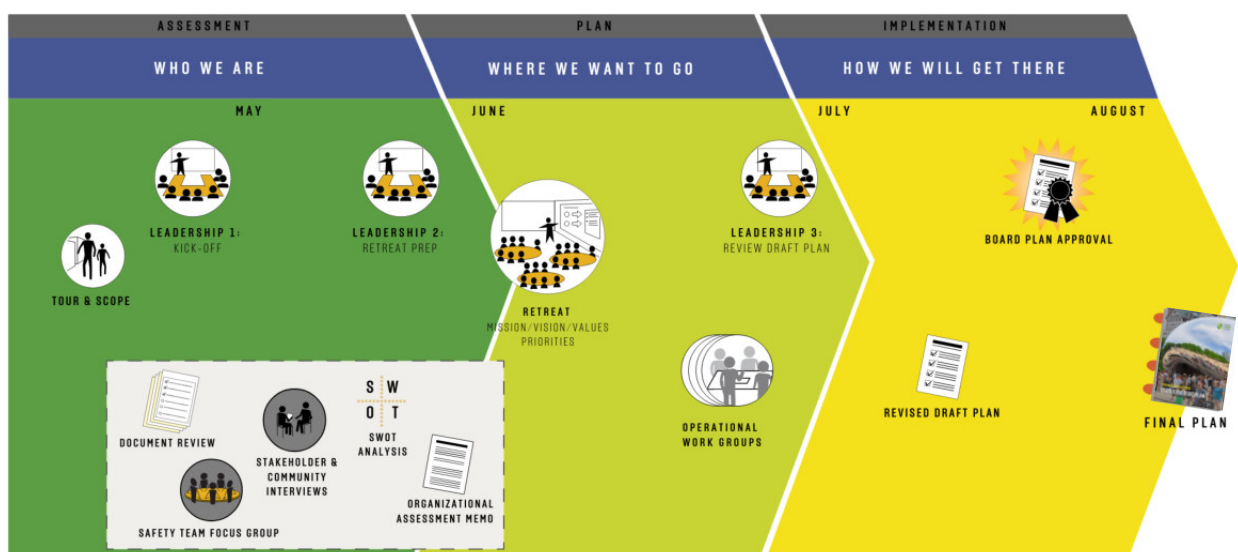 ASSESSMENT
PLAN
IMPLEMENTATION
WHO WE ARE
WHERE WE WANT TO GO
HOW WE WILL GET THERE
MAY
JUNE
JULY
AUGUST
LEADERSHIP 1:
KICK-OFF
LEADERSHIP 2:
RETREAT PREP
LEADERSHIP 3:
REVIEW DRAFT PLAN
BOARD PLAN APPROVAL
TOUR & SCOPE
RETREAT
MISSION/VISION/VALUES
PRIORITIES
DOCUMENT REVIEW
STAKEHOLDER &
COMMUNITY
INTERVIEWS
S W
O T
SWOT
ANALYSIS
SAFETY TEAM FOCUS GROUP
ORGANIZATIONAL
ASSESSMENT MEMO
OPERATIONAL
WORK GROUPS
REVISED DRAFT PLAN
FINAL PLAN